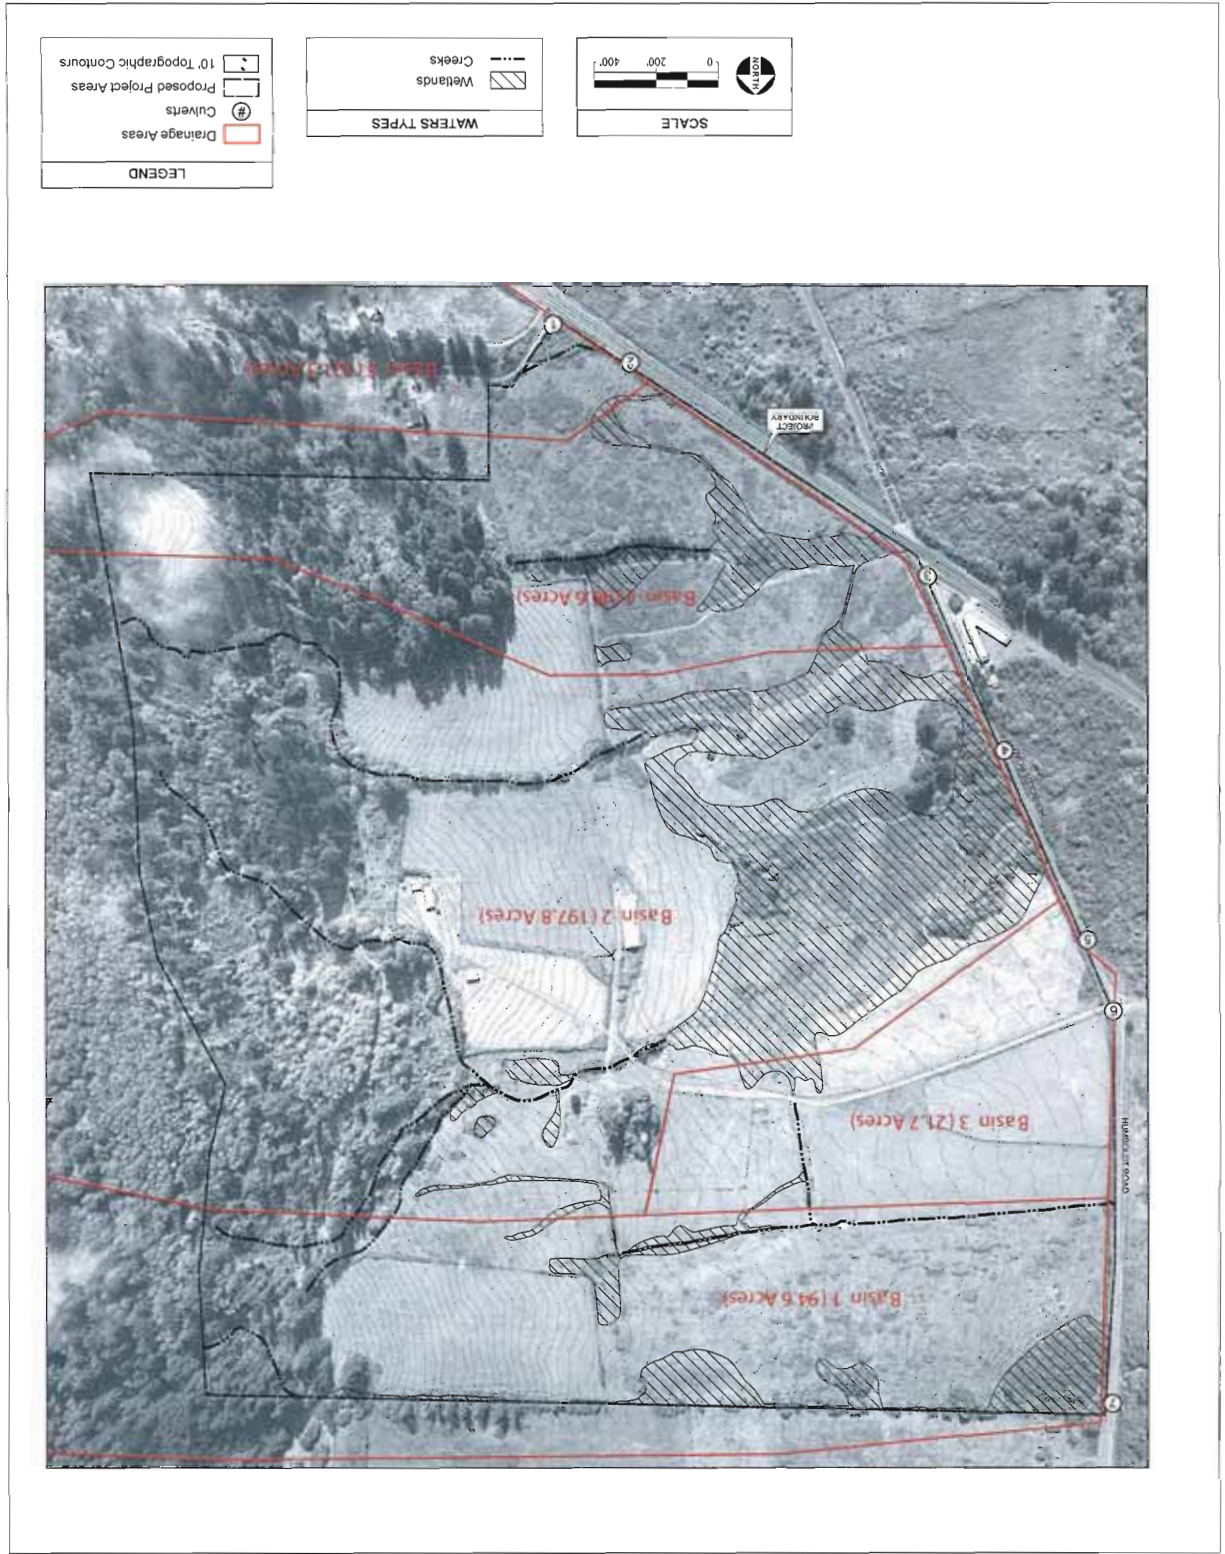 Basin 1 (94.6 Acres)
Basin 3 (21.7 Acres)
HUMBOLDT ROAD
Basin 2 (197.8 Acres)
PROJECT
BOUNDARY
7
6
5
4
3
2
1
SCALE
NORTH
0
200'
400'
WATERS TYPES
Wetlands
Creeks
LEGEND
Drainage Areas
#
Culverts
Proposed Project Areas
10' Topographic Contours